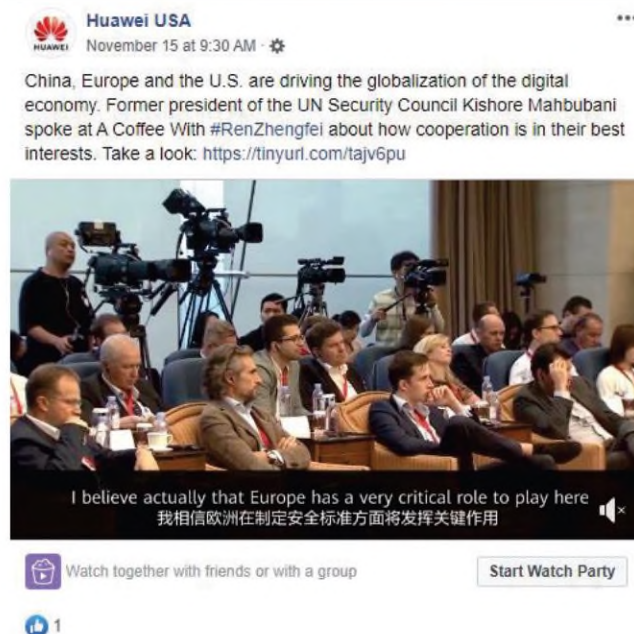 Huawei USA
HUAWEI
November 15 at 9:30 AM ·
China, Europe and the U.S. are driving the globalization of the digital
economy. Former president of the UN Security Council Kishore Mahbubani
spoke at A Coffee With #RenZhengfei about how cooperation is in their best
interests. Take a look: https://tinyurl.com/tajv6pu
I believe actually that Europe has a very critical role to play here
我相信欧洲在制定安全标准方面将发挥关键作用
Watch together with friends or with a group
Start Watch Party
1